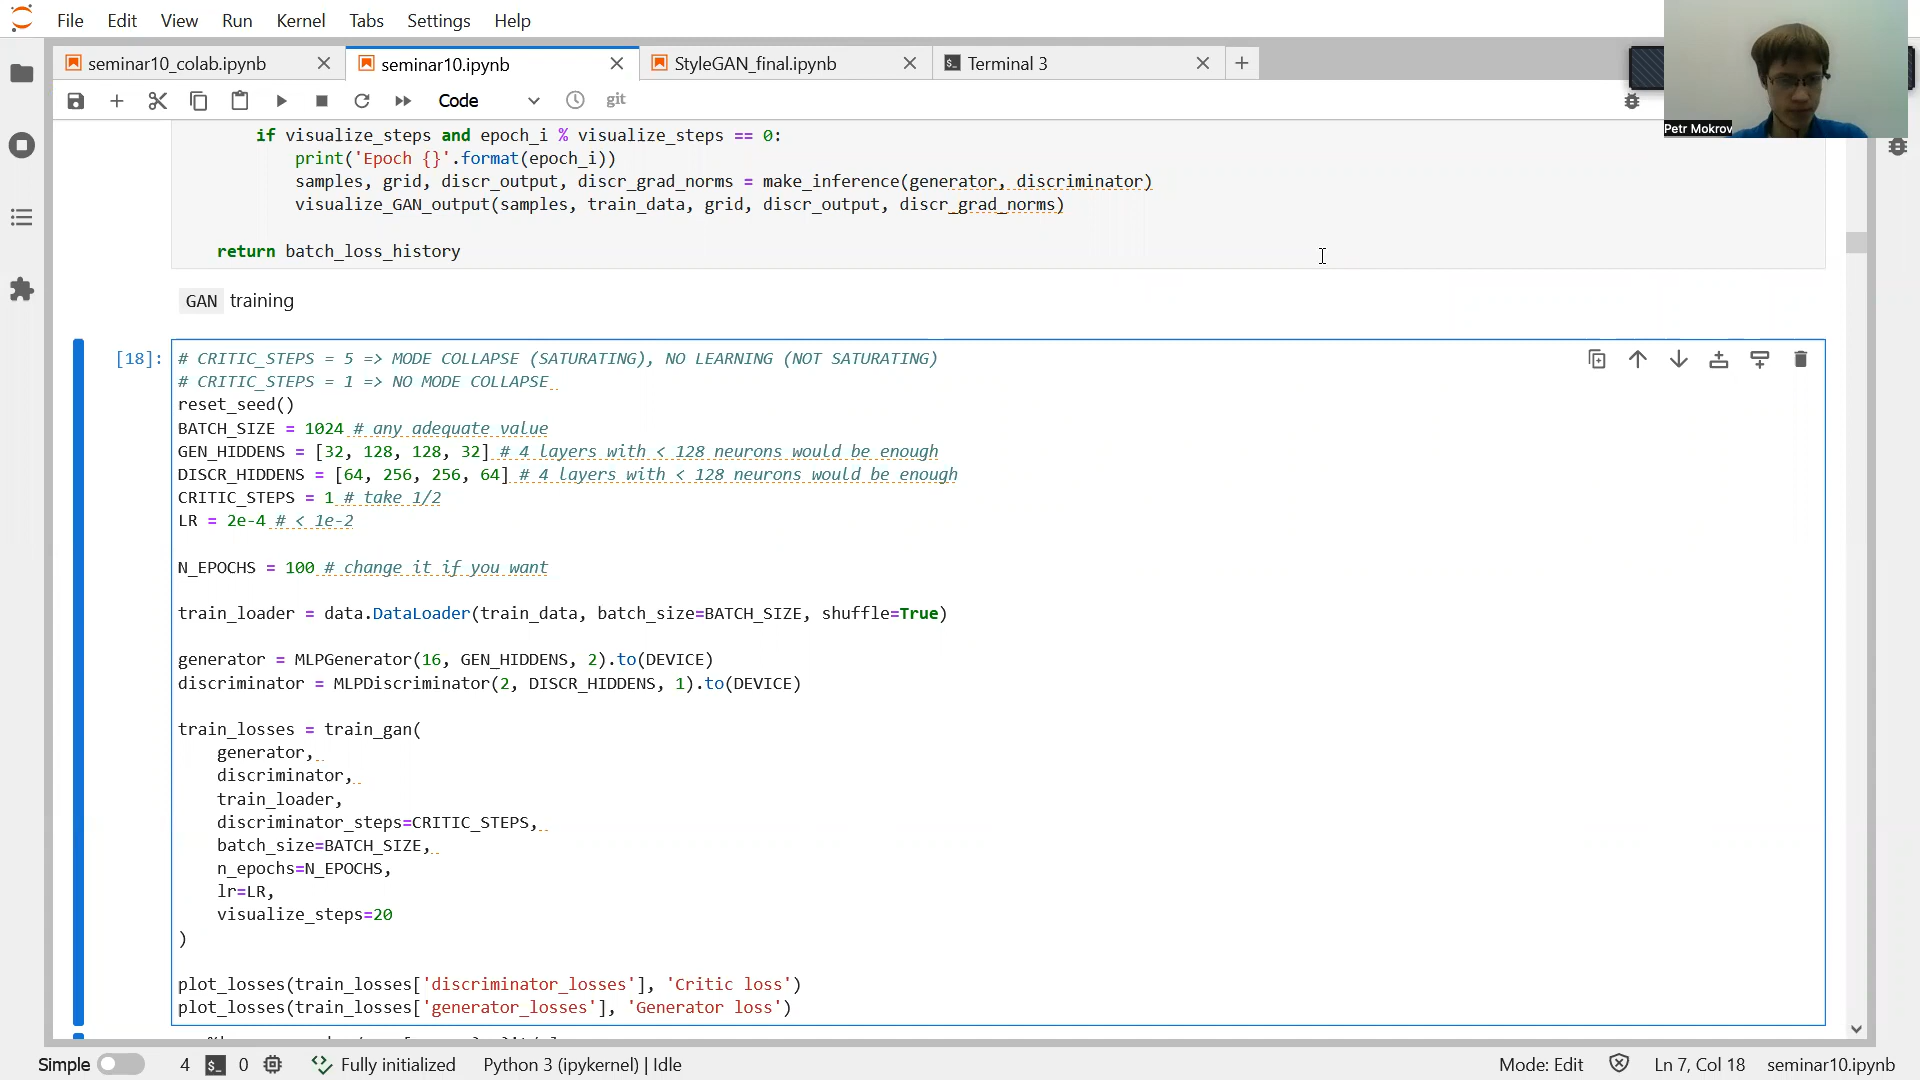 File Edit View Run Kernel Tabs Settings Help
seminar10_colab.ipynb seminar10.ipynb StyleGAN_final.ipynb Terminal 3
Code git
Petr Mokrov
if visualize_steps and epoch_i % visualize_steps == 0:
print('Epoch {}'.format(epoch_i))
samples, grid, discr_output, discr_grad_norms = make_inference(generator, discriminator)
visualize_GAN_output(samples, train_data, grid, discr_output, discr_grad_norms)
return batch_loss_history
GAN training
[18]: # CRITIC_STEPS = 5 => MODE COLLAPSE (SATURATING), NO LEARNING (NOT SATURATING)
# CRITIC_STEPS = 1 => NO MODE COLLAPSE
reset_seed()
BATCH_SIZE = 1024 # any adequate value
GEN_HIDDENS = [32, 128, 128, 32] # 4 layers with < 128 neurons would be enough
DISCR_HIDDENS = [64, 256, 256, 64] # 4 layers with < 128 neurons would be enough
CRITIC_STEPS = 1 # take 1/2
LR = 2e-4 # < 1e-2
N_EPOCHS = 100 # change it if you want
train_loader = data.DataLoader(train_data, batch_size=BATCH_SIZE, shuffle=True)
generator = MLPGenerator(16, GEN_HIDDENS, 2).to(DEVICE)
discriminator = MLPDiscriminator(2, DISCR_HIDDENS, 1).to(DEVICE)
train_losses = train_gan(
generator,
discriminator,
train_loader,
discriminator_steps=CRITIC_STEPS,
batch_size=BATCH_SIZE,
n_epochs=N_EPOCHS,
lr=LR,
visualize_steps=20
)
plot_losses(train_losses['discriminator_losses'], 'Critic loss')
plot_losses(train_losses['generator_losses'], 'Generator loss')
Simple 4 $_ 0 Fully initialized Python 3 (ipykernel) | Idle Mode: Edit Ln 7, Col 18 seminar10.ipynb